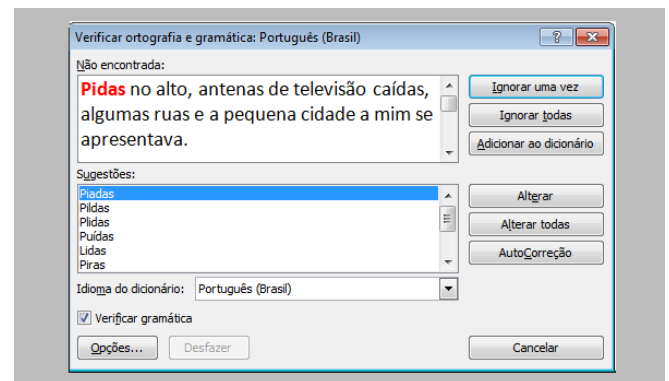 Verificar ortografia e gramática: Português (Brasil)
Não encontrada:
Pidas no alto, antenas de televisão caídas,
algumas ruas e a pequena cidade a mim se
apresentava.
Ignorar uma vez
Ignorar todas
Adicionar ao dicionário
Sugestões:
Piadas
Pildas
Plidas
Puídas
Lidas
Piras
Alterar
Alterar todas
AutoCorreção
Idioma do dicionário: Português (Brasil)
Verificar gramática
Opções... Desfazer Cancelar